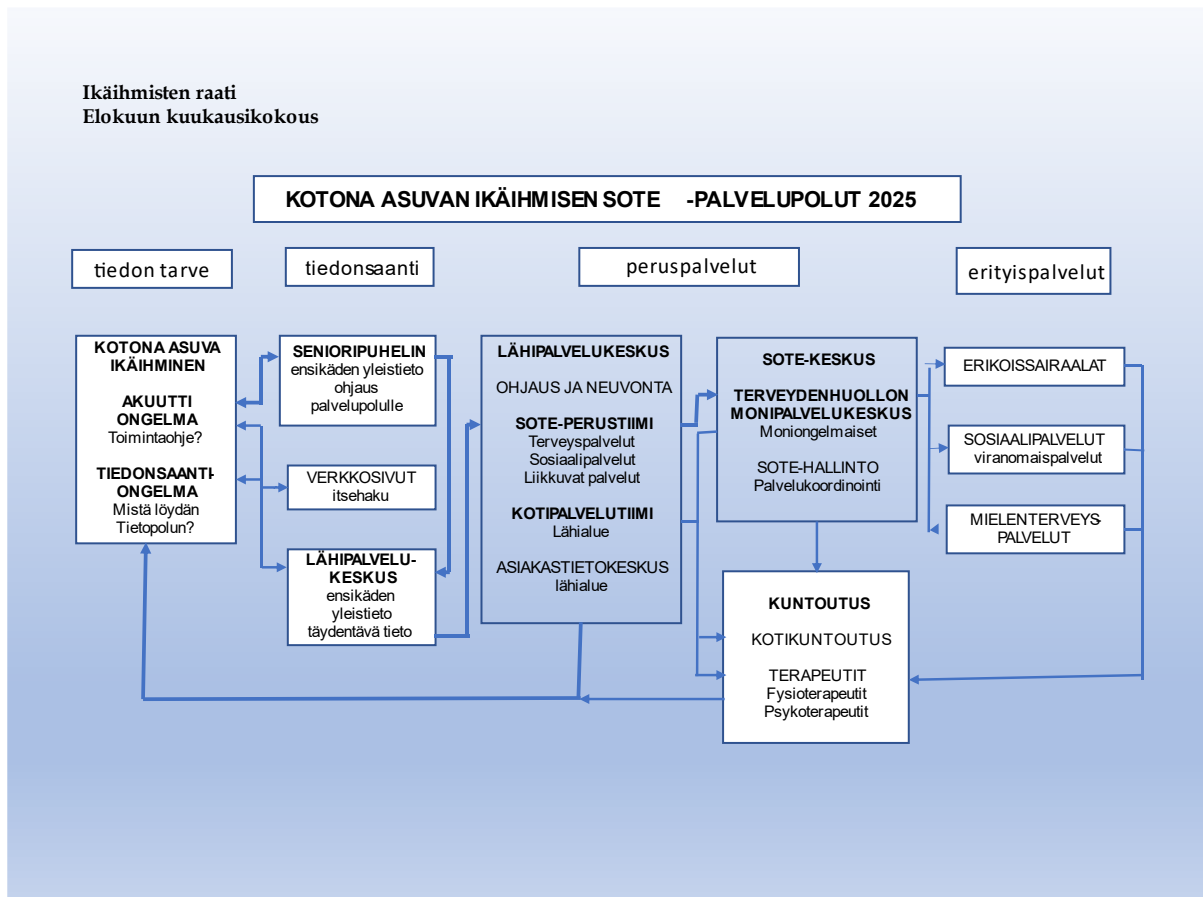 Ikäihmisten raati
Elokuun kuukausikokous
KOTONA ASUVAN IKÄIHMISEN SOTE -PALVELUPOLUT 2025
tiedon tarve
tiedonsaanti
peruspalvelut
erityispalvelut
KOTONA ASUVA
IKÄIHMINEN
AKUUTTI
ONGELMA
Toimintaohje?
TIEDONSAANTI-
ONGELMA
Mistä löydän
Tietopolun?
SENIORIPUHELIN
ensikäden yleistieto
ohjaus
palvelupolulle
VERKKOSIVUT
itsehaku
LÄHIPALVELU-
KESKUS
ensikäden
yleistieto
täydentävä tieto
LÄHIPALVELUKESKUS
OHJAUS JA NEUVONTA
SOTE-PERUSTIIMI
Terveyspalvelut
Sosiaalipalvelut
Liikkuvat palvelut
KOTIPALVELUTIIMI
Lähialue
ASIAKASTIETOKESKUS
lähialue
SOTE-KESKUS
TERVEYDENHUOLLON
MONIPALVELUKESKUS
Moniongelmaiset
SOTE-HALLINTO
Palvelukoordinointi
KUNTOUTUS
KOTIKUNTOUTUS
TERAPEUTIT
Fysioterapeutit
Psykoterapeutit
ERIKOISSAIRAALAT
SOSIAALIPALVELUT
viranomaispalvelut
MIELENTERVEYS-
PALVELUT